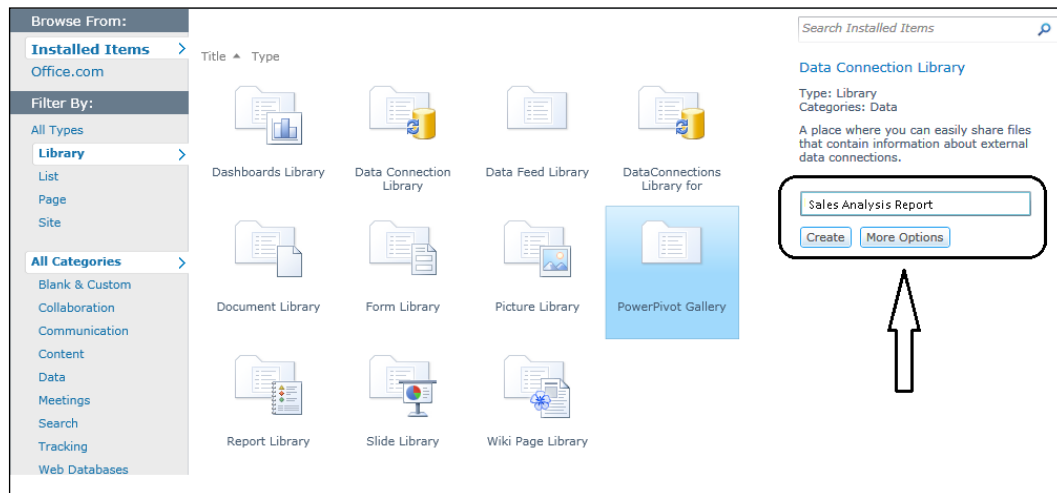 Browse From:
Installed Items
Office.com
Filter By:
All Types
Library
List
Page
Site
All Categories
Blank & Custom
Collaboration
Communication
Content
Data
Meetings
Search
Tracking
Web Databases
Title Type
Dashboards Library
Data Connection
Library
Data Feed Library
DataConnections
Library for
Document Library
Form Library
Picture Library
PowerPivot Gallery
Report Library
Slide Library
Wiki Page Library
Search Installed Items
Data Connection Library
Type: Library
Categories: Data
A place where you can easily share files
that contain information about external
data connections.
Sales Analysis Report
Create More Options